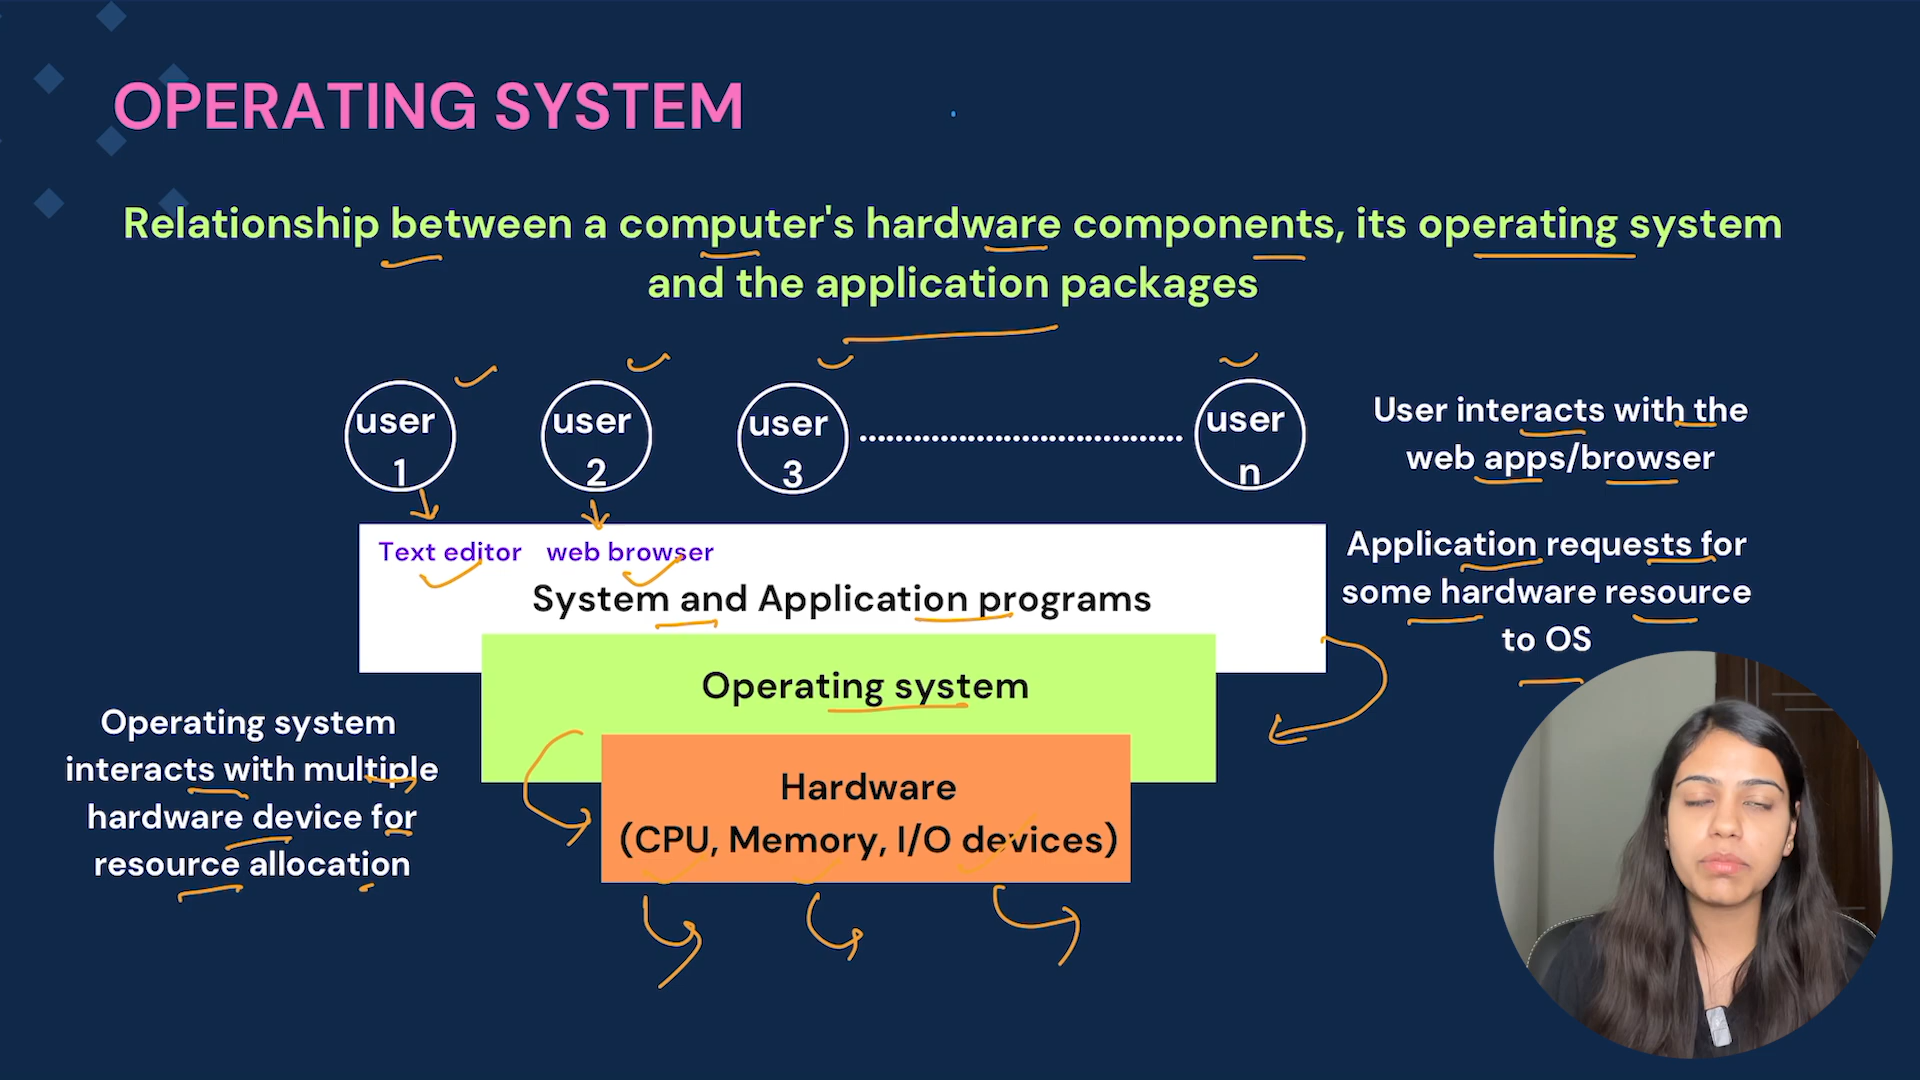 OPERATING SYSTEM
Relationship between a computer's hardware components, its operating system
and the application packages
user
1
user
2
user
3
user
n
User interacts with the
web apps/browser
Text editor
web browser
System and Application programs
Application requests for
some hardware resource
to OS
Operating system
Operating system
interacts with multiple
hardware device for
resource allocation
Hardware
(CPU, Memory, I/O devices)